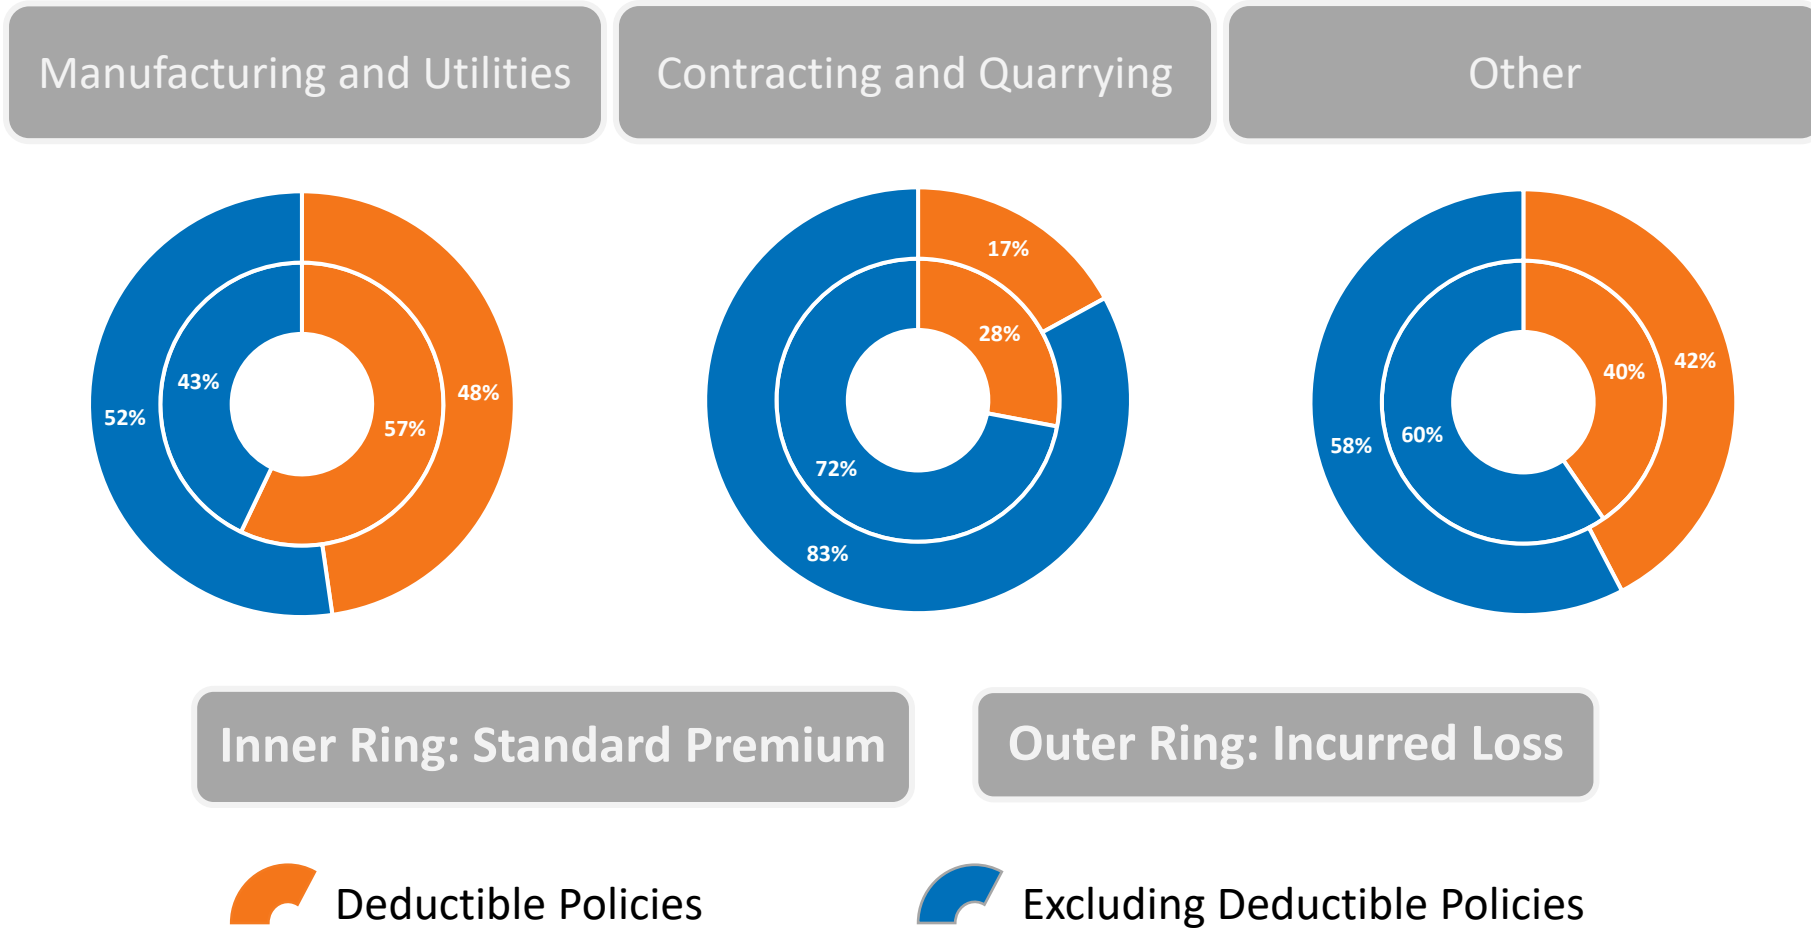 Manufacturing and Utilities
Contracting and Quarrying
Other
43%
57%
48%
52%
17%
28%
72%
83%
40%
42%
60%
58%
Inner Ring: Standard Premium
Outer Ring: Incurred Loss
Deductible Policies
Excluding Deductible Policies